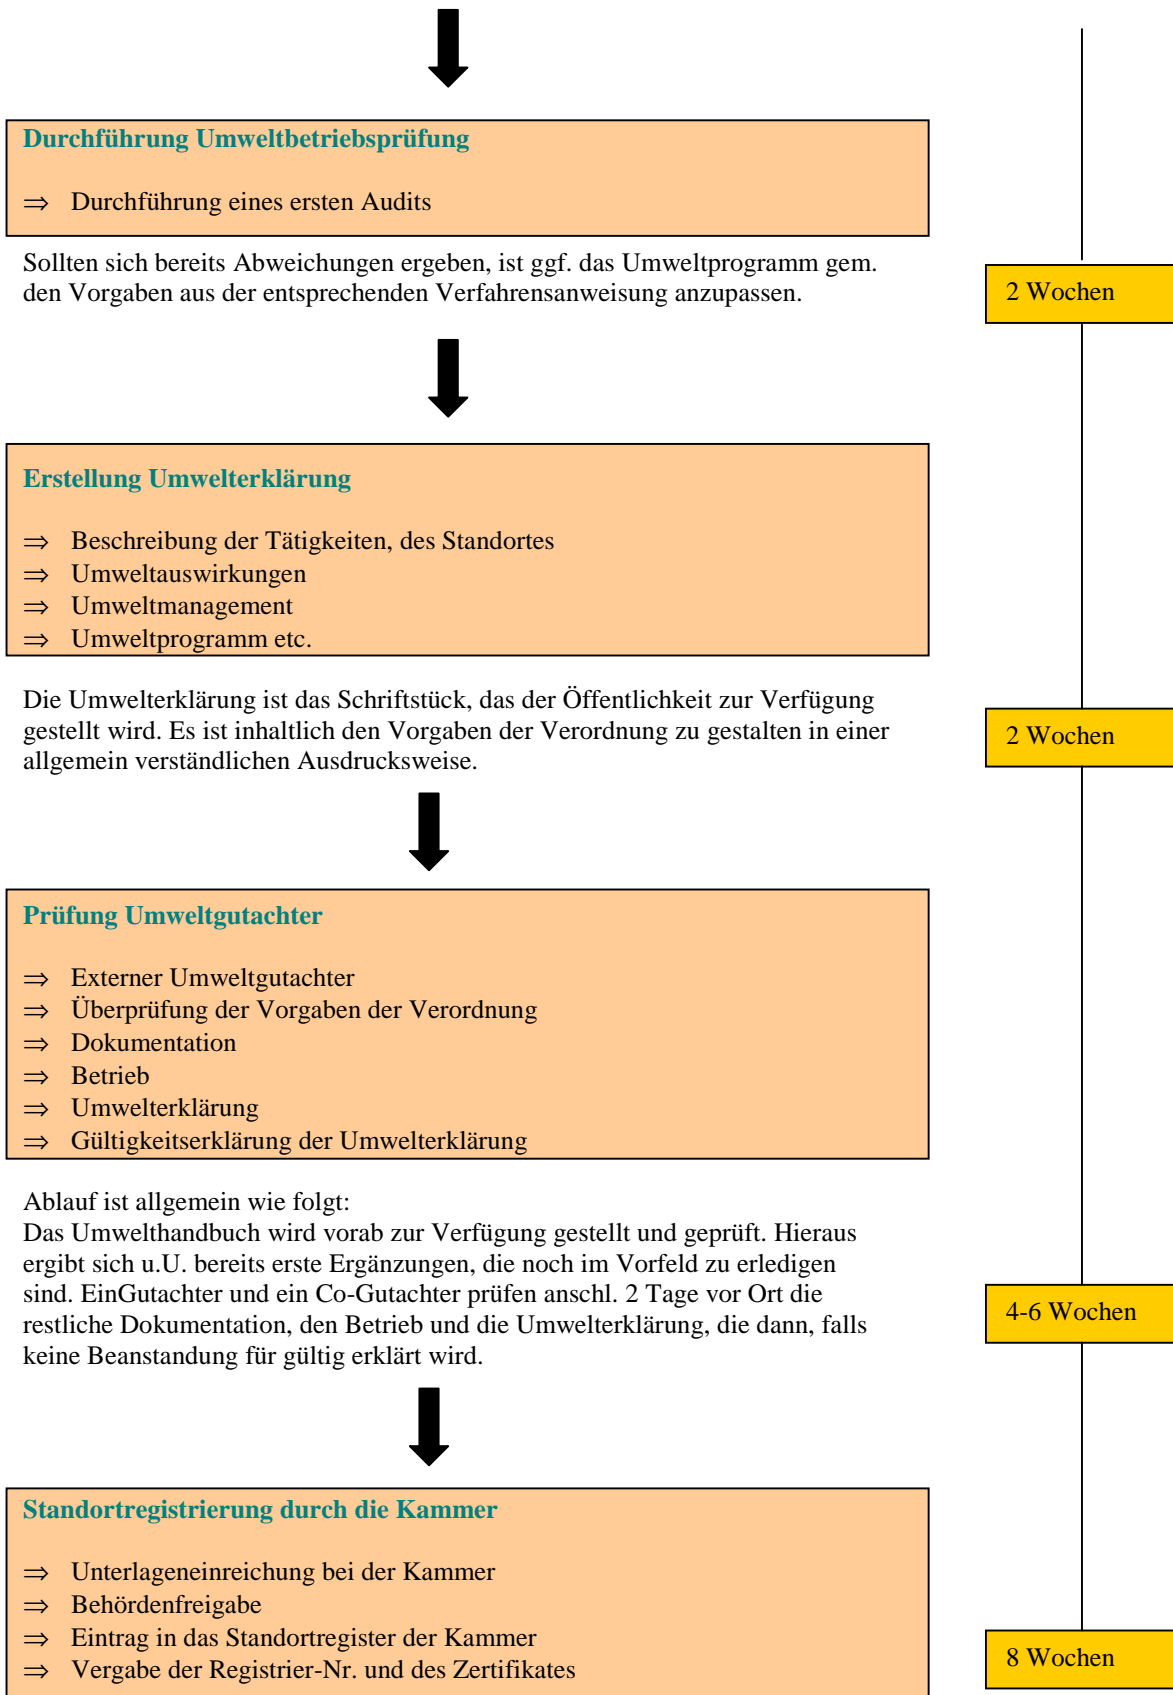 Durchführung Umweltbetriebsprüfung
⇒ Durchführung eines ersten Audits
Sollten sich bereits Abweichungen ergeben, ist ggf. das Umweltprogramm gem.
den Vorgaben aus der entsprechenden Verfahrensanweisung anzupassen.
2 Wochen
Erstellung Umwelterklärung
⇒ Beschreibung der Tätigkeiten, des Standortes
⇒ Umweltauswirkungen
⇒ Umweltmanagement
⇒ Umweltprogramm etc.
Die Umwelterklärung ist das Schriftstück, das der Öffentlichkeit zur Verfügung
gestellt wird. Es ist inhaltlich den Vorgaben der Verordnung zu gestalten in einer
allgemein verständlichen Ausdrucksweise.
2 Wochen
Prüfung Umweltgutachter
⇒ Externer Umweltgutachter
⇒ Überprüfung der Vorgaben der Verordnung
⇒ Dokumentation
⇒ Betrieb
⇒ Umwelterklärung
⇒ Gültigkeitserklärung der Umwelterklärung
Ablauf ist allgemein wie folgt:
Das Umwelthandbuch wird vorab zur Verfügung gestellt und geprüft. Hieraus
ergibt sich u.U. bereits erste Ergänzungen, die noch im Vorfeld zu erledigen
sind. EinGutachter und ein Co-Gutachter prüfen anschl. 2 Tage vor Ort die
restliche Dokumentation, den Betrieb und die Umwelterklärung, die dann, falls
keine Beanstandung für gültig erklärt wird.
4-6 Wochen
Standortregistrierung durch die Kammer
⇒ Unterlageneinreichung bei der Kammer
⇒ Behördenfreigabe
⇒ Eintrag in das Standortregister der Kammer
⇒ Vergabe der Registrier-Nr. und des Zertifikates
8 Wochen